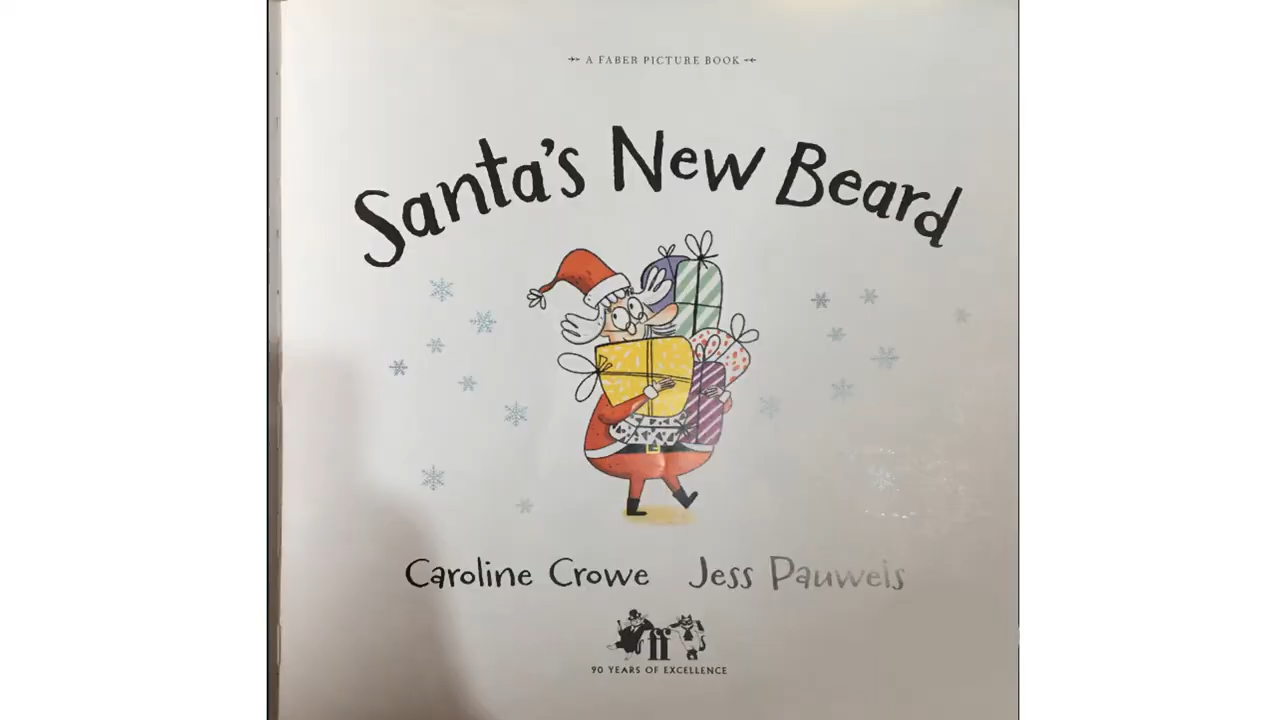 A FABER PICTURE BOOK
Santa's New Beard
Caroline Crowe Jess Pauwels
ff
90 YEARS OF EXCELLENCE